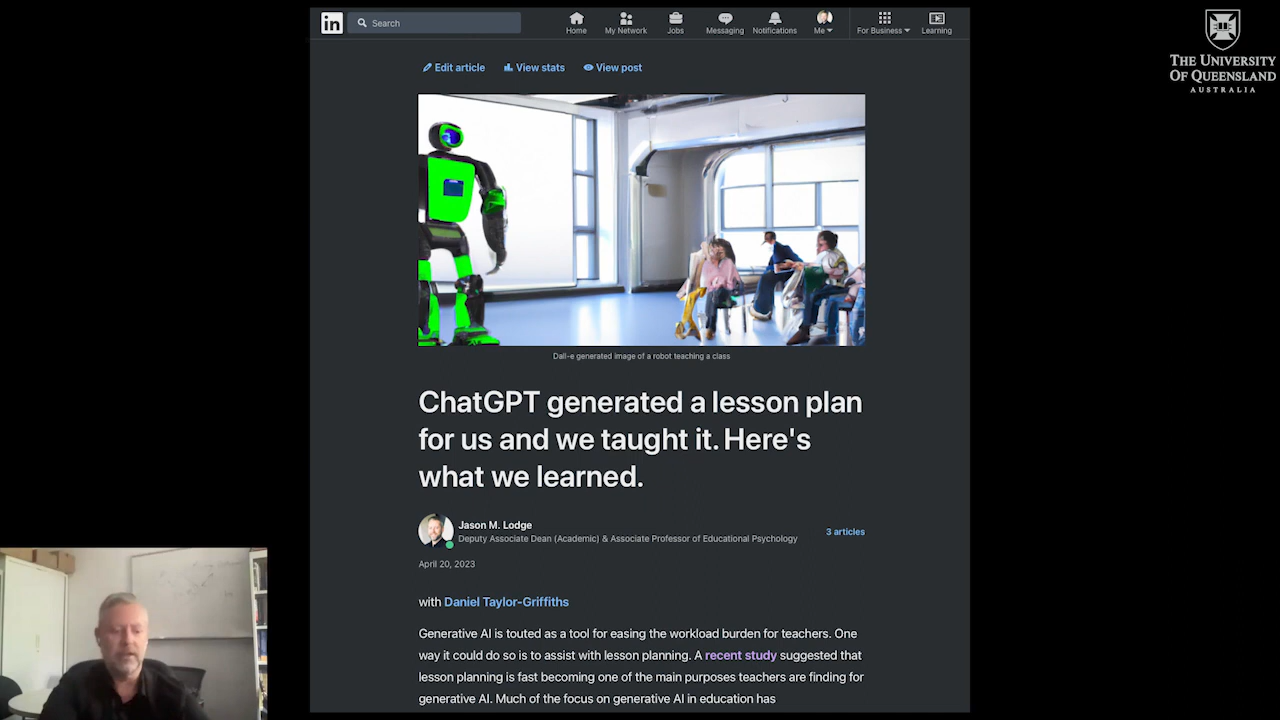 in Search Home My Network Jobs Messaging Notifications Me For Business Learning
THE UNIVERSITY
OF QUEENSLAND
AUSTRALIA
Edit article View stats View post
Dall-e generated image of a robot teaching a class
ChatGPT generated a lesson plan
for us and we taught it. Here's
what we learned.
Jason M. Lodge
Deputy Associate Dean (Academic) & Associate Professor of Educational Psychology
3 articles
April 20, 2023
with Daniel Taylor-Griffiths
Generative AI is touted as a tool for easing the workload burden for teachers. One
way it could do so is to assist with lesson planning. A recent study suggested that
lesson planning is fast becoming one of the main purposes teachers are finding for
generative AI. Much of the focus on generative AI in education has